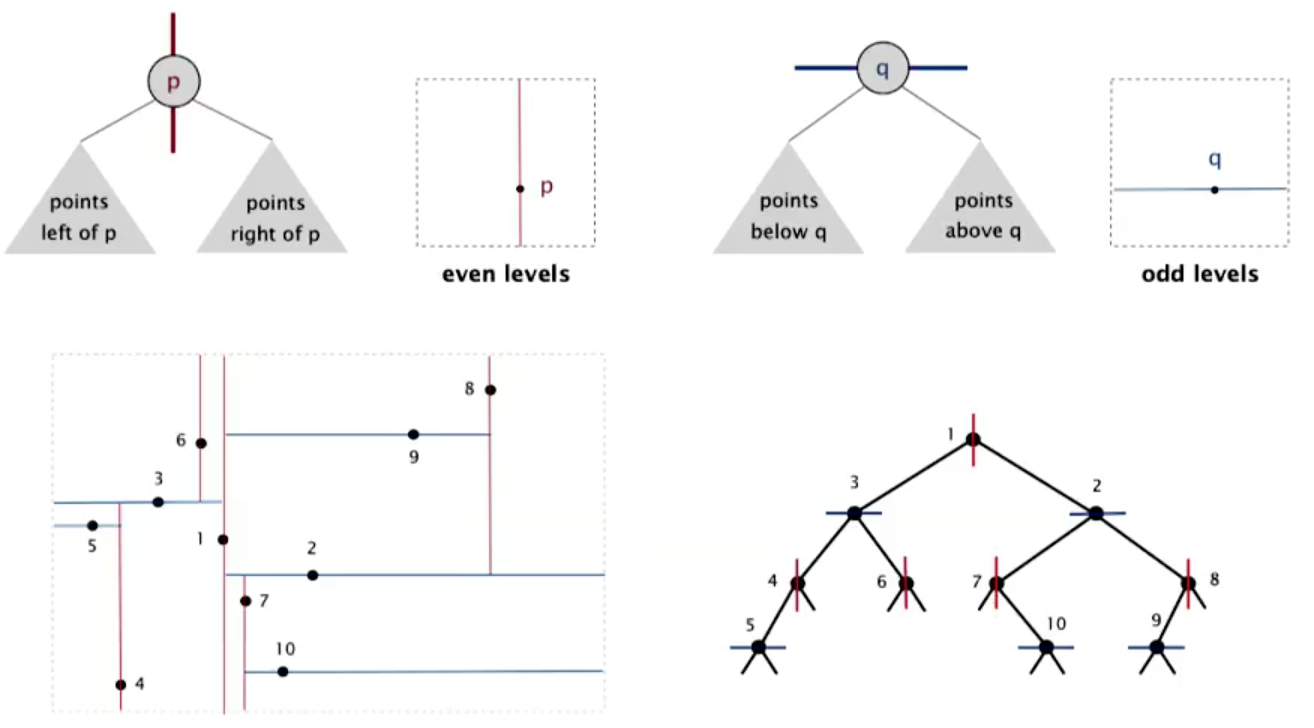 p
points
left of p
points
right of p
p
even levels
q
points
below q
points
above q
q
odd levels
8
6
9
3
5
1
2
7
10
4
1
3
2
4
6
7
8
5
10
9